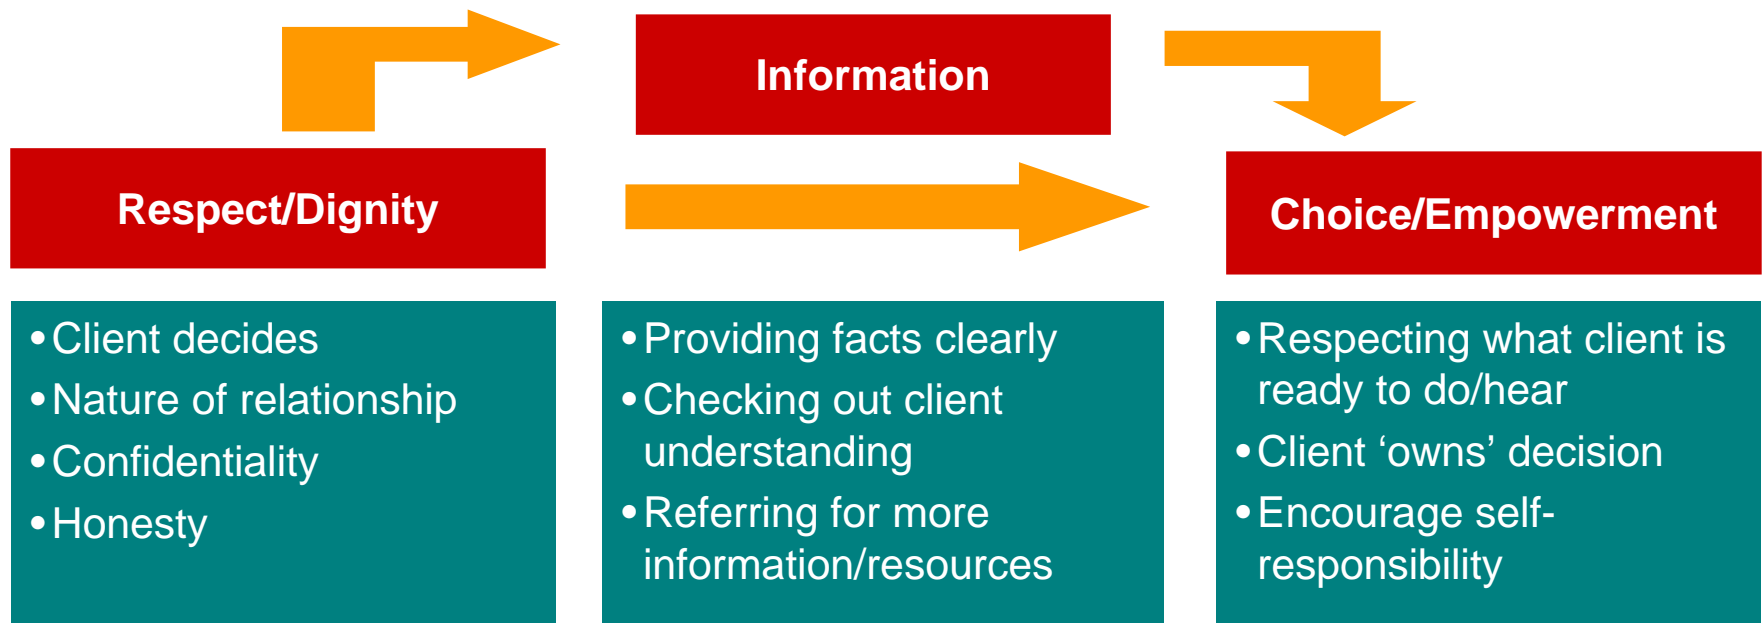 Information
Respect/Dignity
Choice/Empowerment
•Client decides
•Nature of relationship
•Confidentiality
•Honesty
•Providing facts clearly
•Checking out client
understanding
•Referring for more
information/resources
•Respecting what client is
ready to do/hear
•Client ‘owns’ decision
•Encourage self-
responsibility